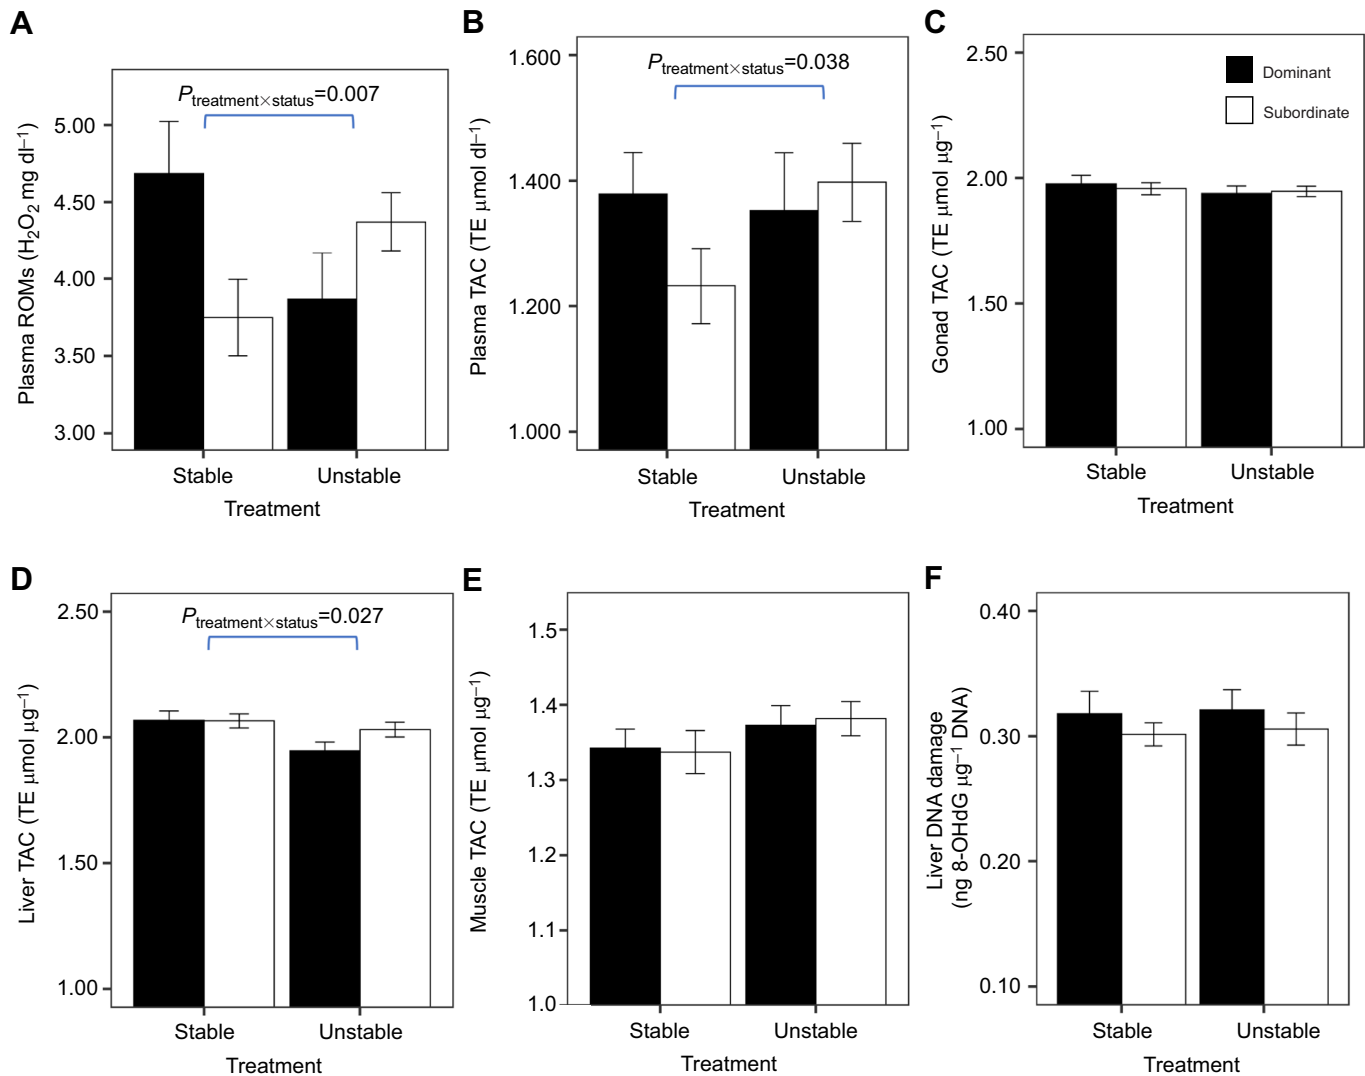 A
P_treatment×status=0.007
Plasma ROMs (H₂O₂ mg dl⁻¹)
5.00
4.50
4.00
3.50
3.00
Stable Unstable
Treatment
B
P_treatment×status=0.038
Plasma TAC (TE μmol dl⁻¹)
1.600
1.400
1.200
1.000
Stable Unstable
Treatment
C
Dominant
Subordinate
Gonad TAC (TE μmol μg⁻¹)
2.50
2.00
1.50
1.00
Stable Unstable
Treatment
D
P_treatment×status=0.027
Liver TAC (TE μmol μg⁻¹)
2.50
2.00
1.50
1.00
Stable Unstable
Treatment
E
Muscle TAC (TE μmol μg⁻¹)
1.5
1.4
1.3
1.2
1.1
1.0
Stable Unstable
Treatment
F
Liver DNA damage
(ng 8-OHdG μg⁻¹ DNA)
0.40
0.30
0.20
0.10
Stable Unstable
Treatment